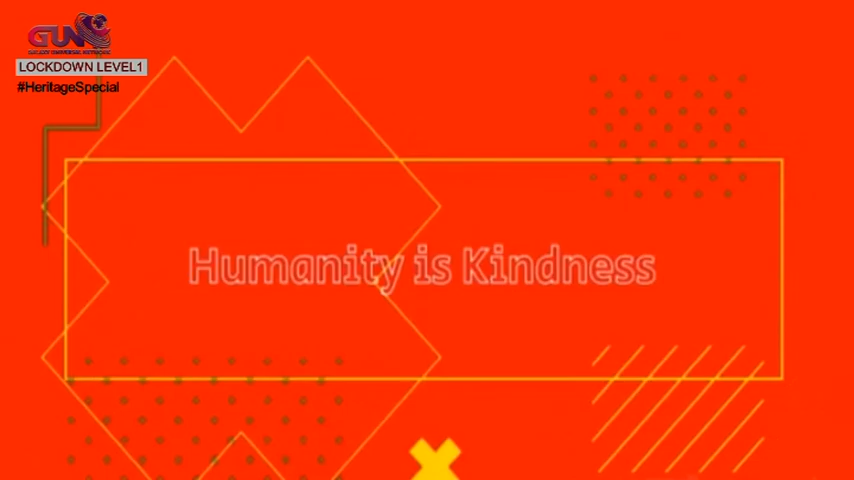 GUN
LOCKDOWN LEVEL1
#HeritageSpecial
Humanity is Kindness